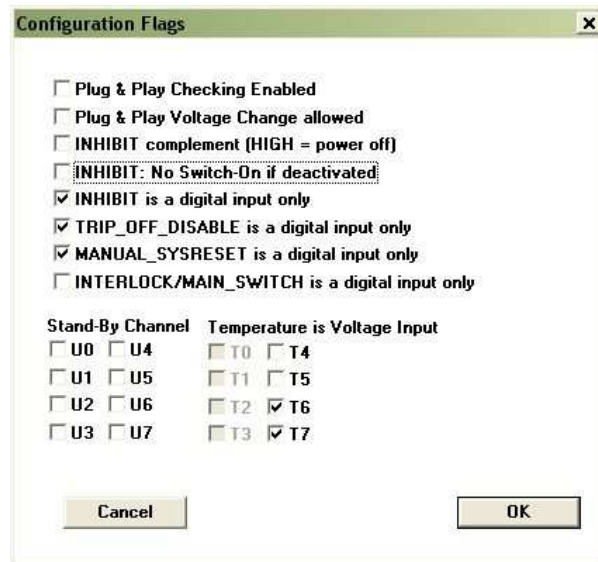 Configuration Flags
Plug & Play Checking Enabled
Plug & Play Voltage Change allowed
INHIBIT complement (HIGH = power off)
INHIBIT: No Switch-On if deactivated
INHIBIT is a digital input only
TRIP_OFF_DISABLE is a digital input only
MANUAL_SYSRESET is a digital input only
INTERLOCK/MAIN_SWITCH is a digital input only
Stand-By Channel Temperature is Voltage Input
U0 U4 T0 T4
U1 U5 T1 T5
U2 U6 T2 T6
U3 U7 T3 T7
Cancel OK